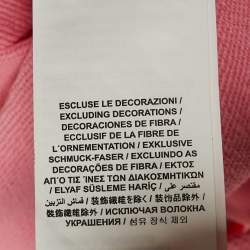 ESCLUSE LE DECORAZIONI /
EXCLUDING DECORATIONS /
DECORACIONES DE FIBRA /
ECCLUSIF DE LA FIBRE DE
L´ORNEMENTATION / EXKLUSIVE
SCHMUCK-FASER / EXCLUINDO AS
DECORAÇÕES DE FIBRA / ΕΚΤΟΣ
ΑΠ´Ο ΤΙΣ ΊΝΕΣ ΤΩΝ ΔΙΑΚΟΣΜΗΤΙΚΏΝ
/ ELYAF SÜSLEME HARİÇ / مقتصر على
قماش التزيين / 装飾繊維を除く / 装饰品除外 /
裝飾纖維除外 / ИСКЛЮЧАЯ ВОЛОКНА
УКРАШЕНИЯ / 섬유 장식 제외